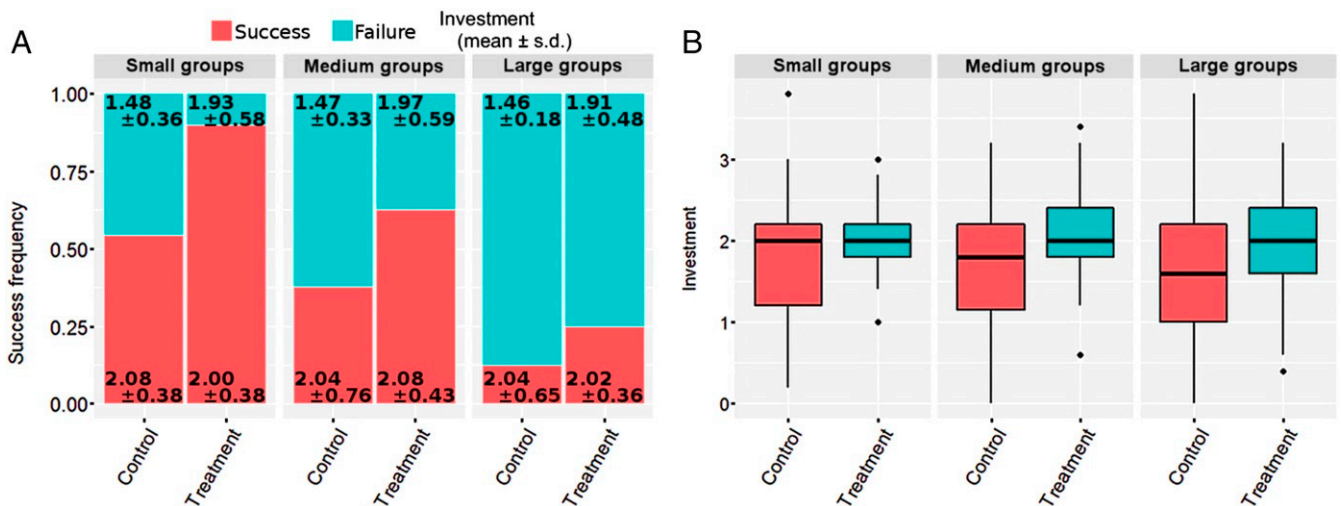 A
Success
Failure
Investment
(mean ± s.d.)
Small groups
Medium groups
Large groups
Success frequency
1.00
0.75
0.50
0.25
0.00
1.48
±0.36
1.93
±0.58
1.47
±0.33
1.97
±0.59
1.46
±0.18
1.91
±0.48
2.08
±0.38
2.00
±0.38
2.04
±0.76
2.08
±0.43
2.04
±0.65
2.02
±0.36
Control
Treatment
Control
Treatment
Control
Treatment
B
Small groups
Medium groups
Large groups
Investment
3
2
1
0
Control
Treatment
Control
Treatment
Control
Treatment